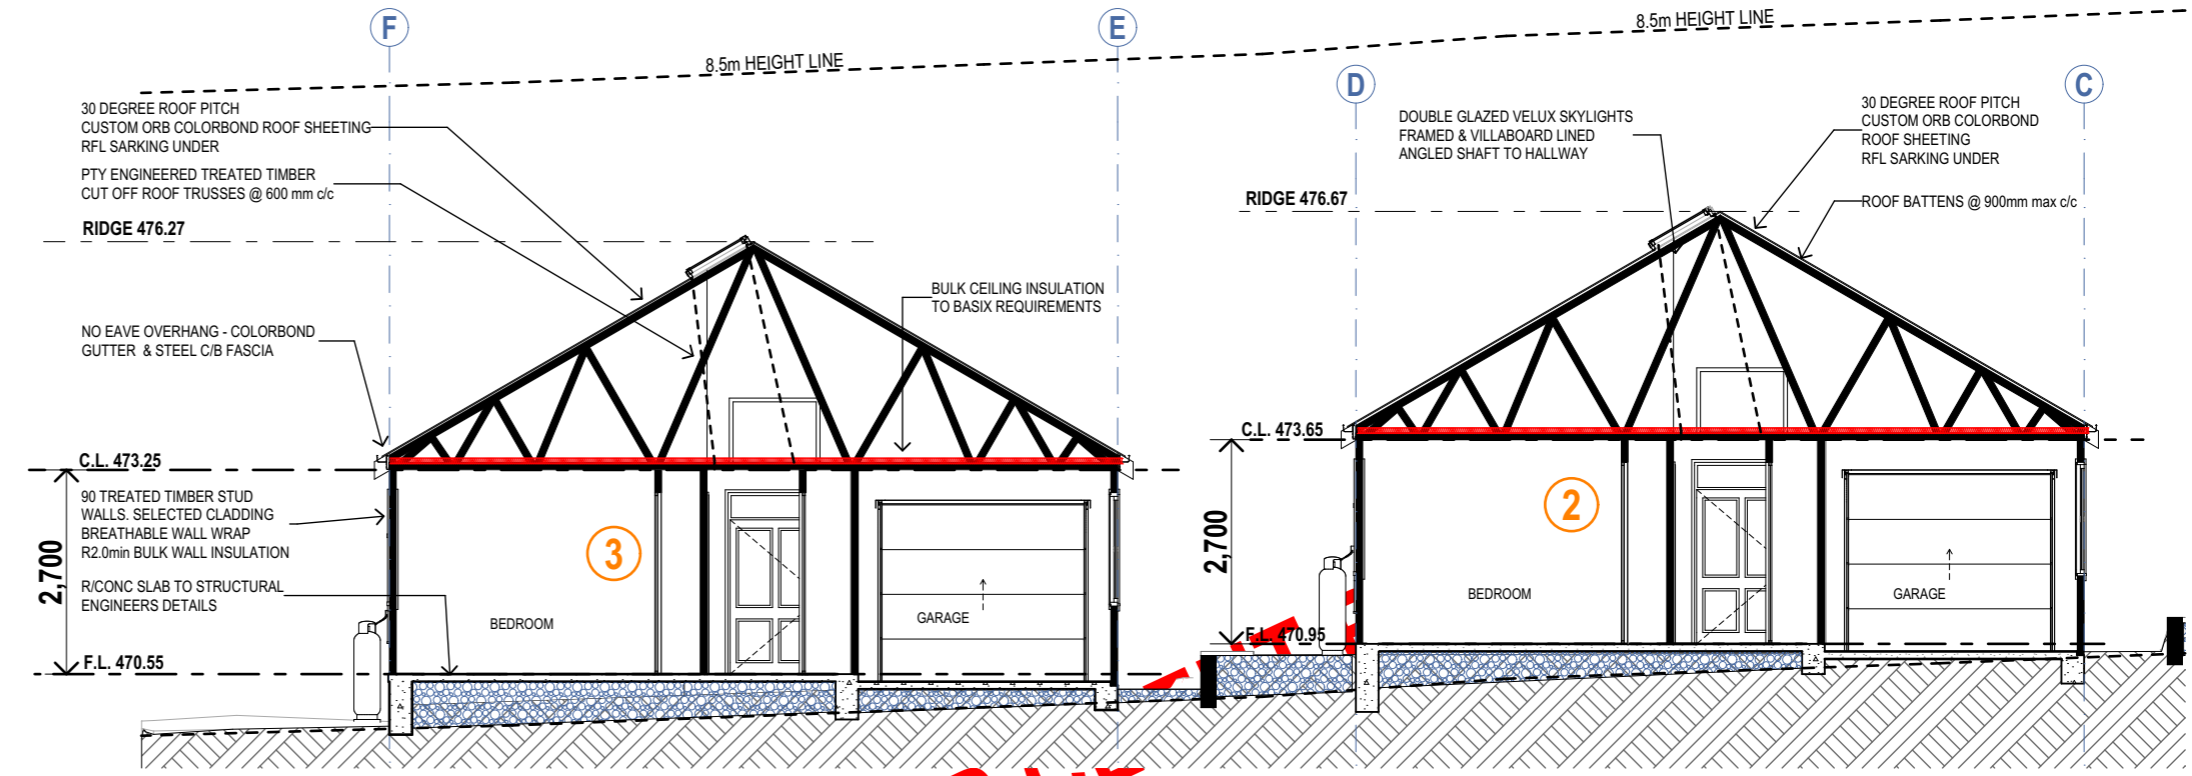 F
E
8.5m HEIGHT LINE
8.5m HEIGHT LINE
D
C
30 DEGREE ROOF PITCH
CUSTOM ORB COLORBOND ROOF SHEETING
RFL SARKING UNDER
PTY ENGINEERED TREATED TIMBER
CUT OFF ROOF TRUSSES @ 600 mm c/c
RIDGE 476.27
NO EAVE OVERHANG - COLORBOND
GUTTER & STEEL C/B FASCIA
BULK CEILING INSULATION
TO BASIX REQUIREMENTS
C.L. 473.25
90 TREATED TIMBER STUD
WALLS. SELECTED CLADDING
BREATHABLE WALL WRAP
R2.0min BULK WALL INSULATION
R/CONC SLAB TO STRUCTURAL
ENGINEERS DETAILS
2,700
F.L. 470.55
BEDROOM
3
GARAGE
DOUBLE GLAZED VELUX SKYLIGHTS
FRAMED & VILLABOARD LINED
ANGLED SHAFT TO HALLWAY
30 DEGREE ROOF PITCH
CUSTOM ORB COLORBOND
ROOF SHEETING
RFL SARKING UNDER
RIDGE 476.67
ROOF BATTENS @ 900mm max c/c
C.L. 473.65
2,700
F.L. 470.95
BEDROOM
2
GARAGE